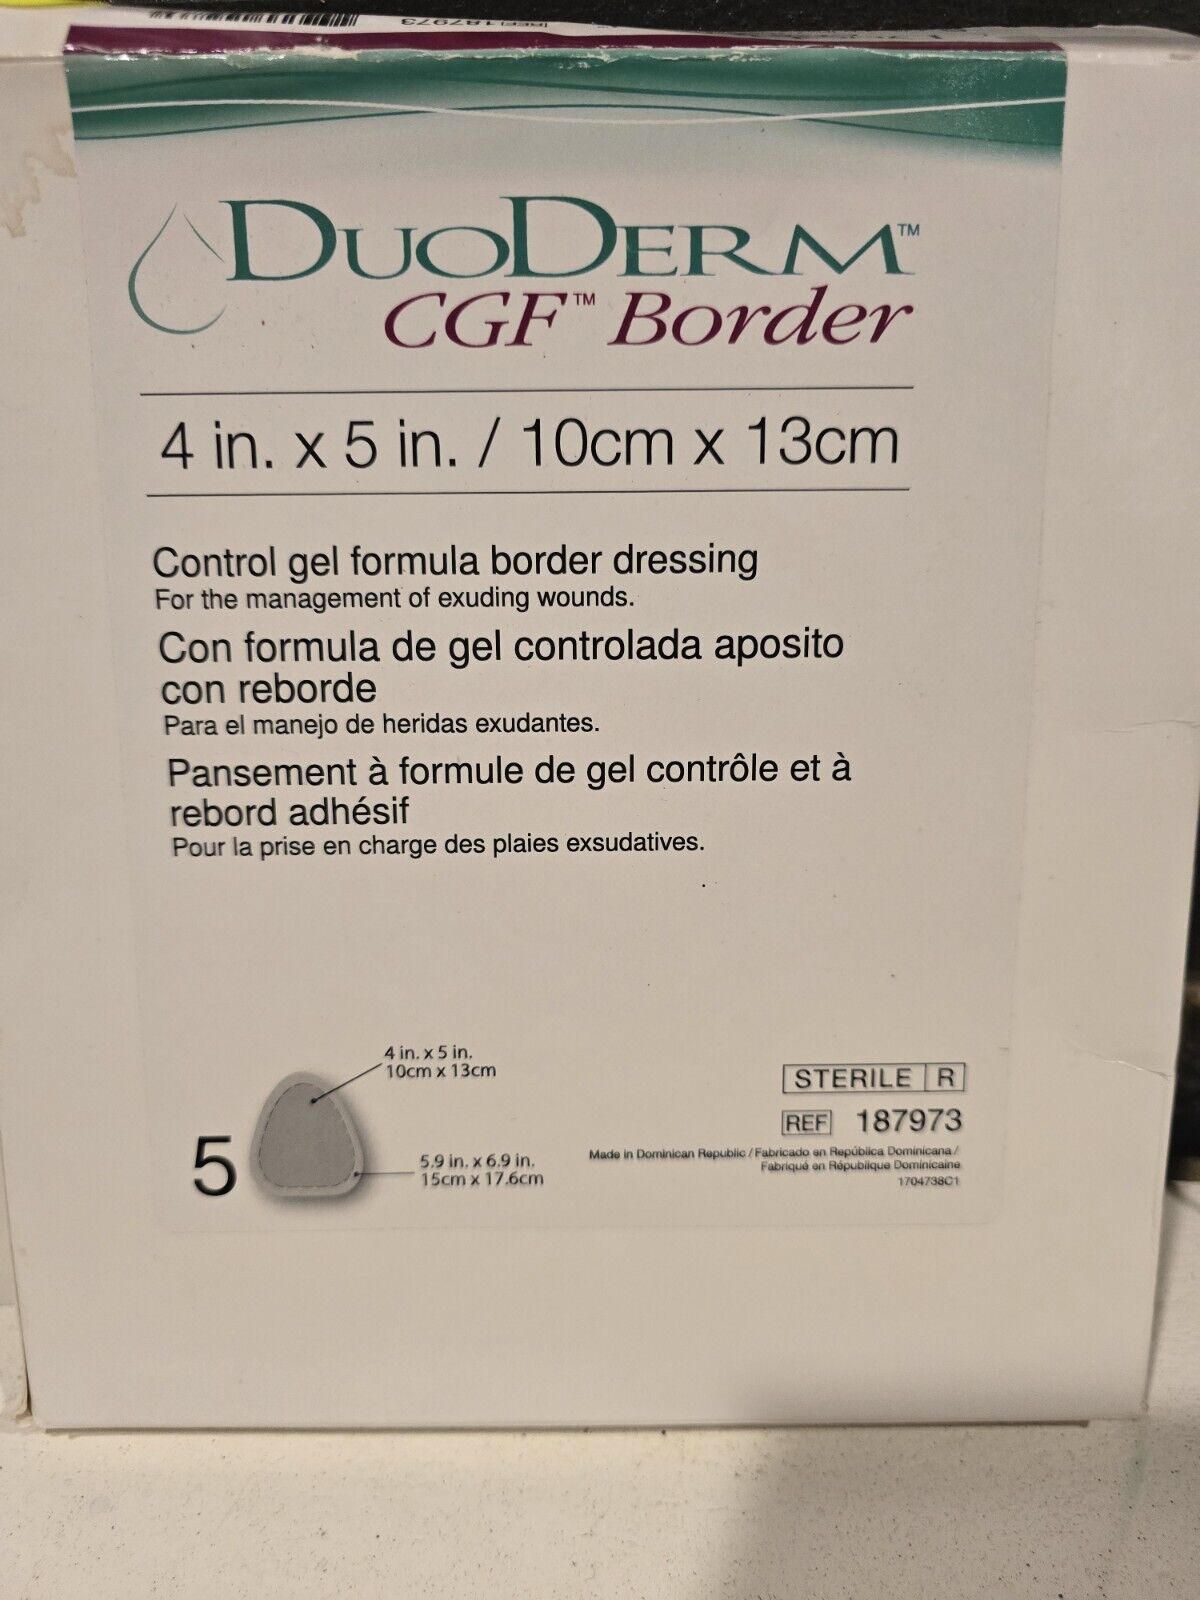 REF 187973
DUODERM™
CGF™ Border
4 in. x 5 in. / 10cm x 13cm
Control gel formula border dressing
For the management of exuding wounds.
Con formula de gel controlada aposito
con reborde
Para el manejo de heridas exudantes.
Pansement à formule de gel contrôle et à
rebord adhésif
Pour la prise en charge des plaies exsudatives.
4 in. x 5 in.
10cm x 13cm
5
5.9 in. x 6.9 in.
15cm x 17.6cm
STERILE R
REF 187973
Made in Dominican Republic / Fabricado en República Dominicana /
Fabriqué en République Dominicaine
1704738C1